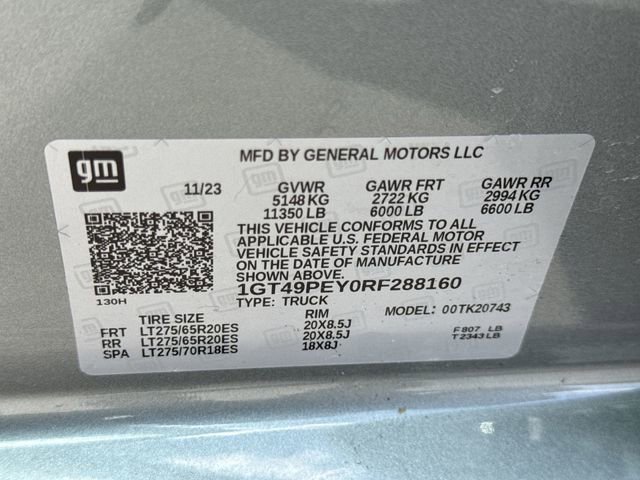 gm
MFD BY GENERAL MOTORS LLC
11/23 GVWR GAWR FRT GAWR RR
5148 KG 2722 KG 2994 KG
11350 LB 6000 LB 6600 LB
THIS VEHICLE CONFORMS TO ALL
APPLICABLE U.S. FEDERAL MOTOR
VEHICLE SAFETY STANDARDS IN EFFECT
ON THE DATE OF MANUFACTURE
SHOWN ABOVE.
1GT49PEY0RF288160
130H TYPE: TRUCK MODEL: 00TK20743
TIRE SIZE RIM
FRT LT275/65R20ES 20X8.5J F 807 LB
RR LT275/65R20ES 20X8.5J T 2343 LB
SPA LT275/70R18ES 18X8J